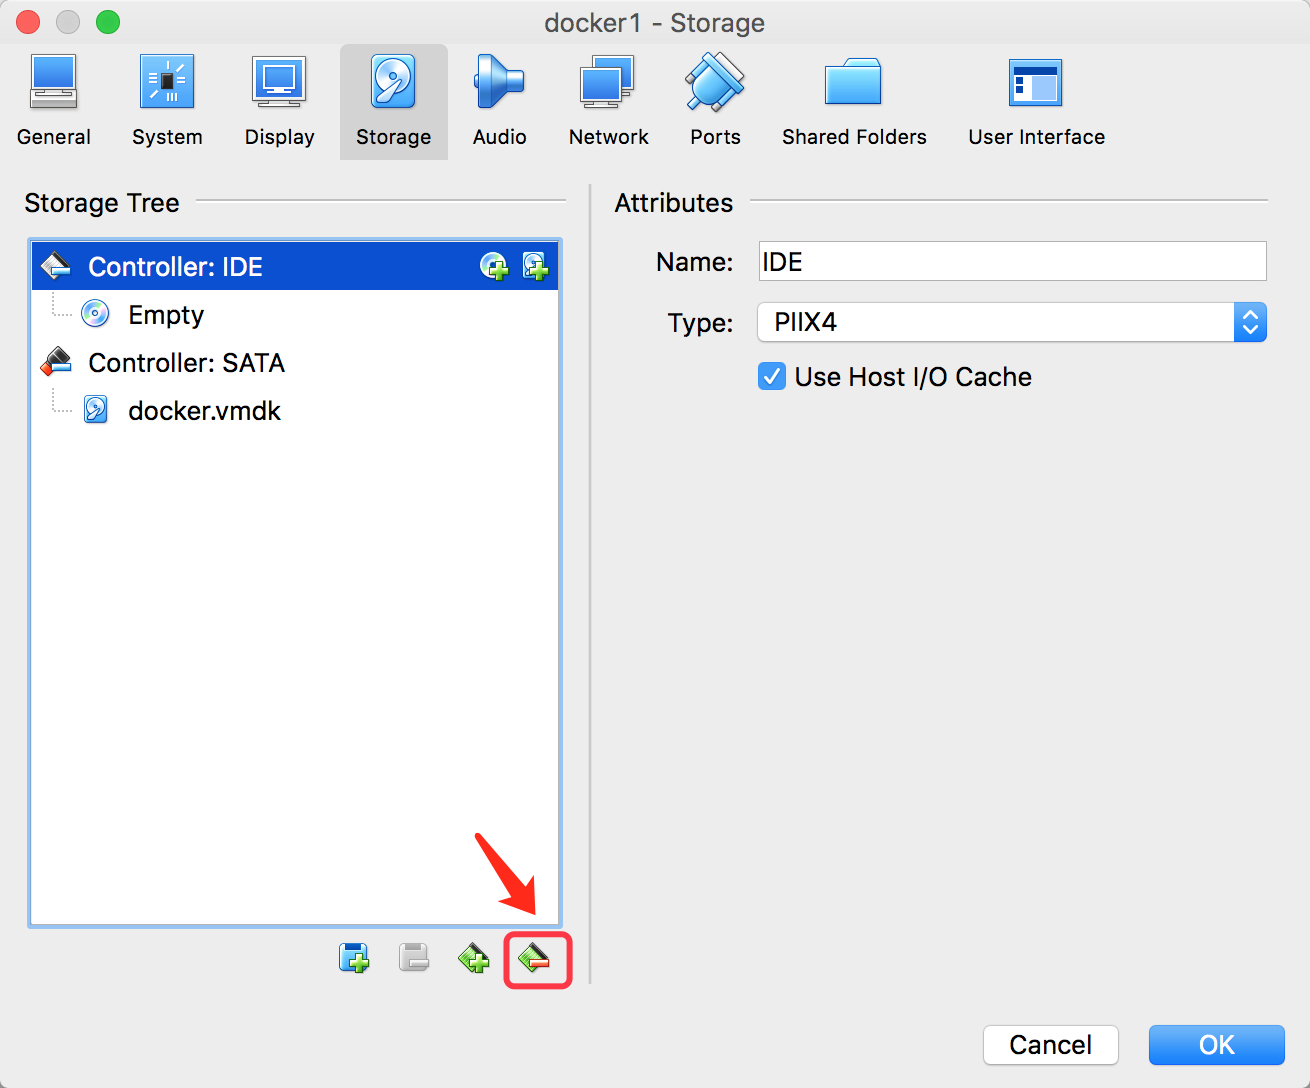 docker1 - Storage
General System Display Storage Audio Network Ports Shared Folders User Interface
Storage Tree
Controller: IDE
Empty
Controller: SATA
docker.vmdk
Attributes
Name: IDE
Type: PIIX4
Use Host I/O Cache
Cancel OK